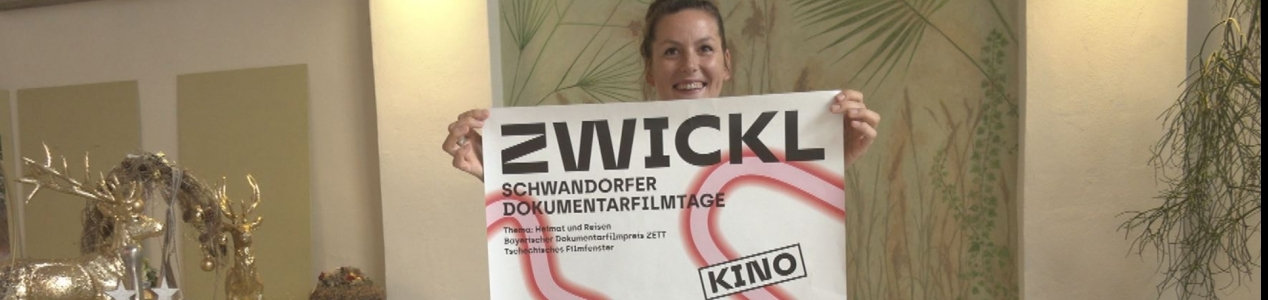 ZWICKL
SCHWANDORFER
DOKUMENTARFILMTAGE
Thema: Heimat und Reisen
Bayerischer Dokumentarfilmpreis ZETT
Tschechisches Filmfenster
KINO